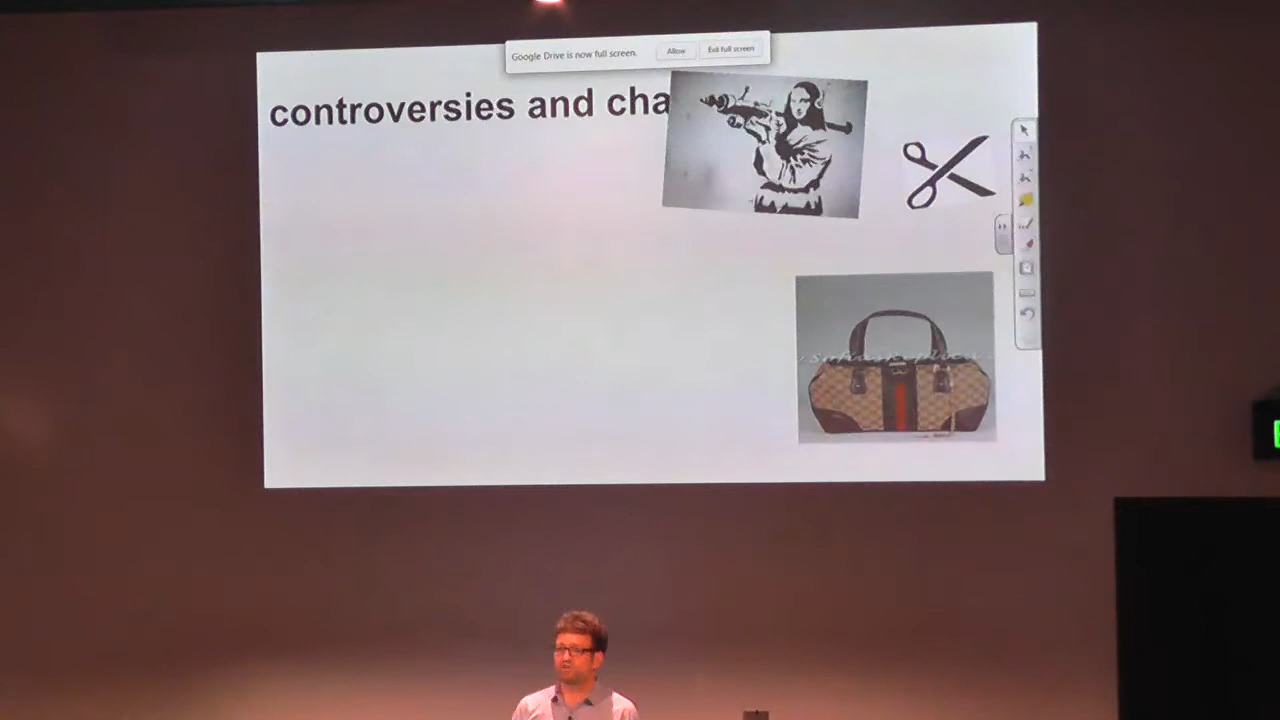 Google Drive is now full screen.
Allow
Exit full screen
controversies and cha